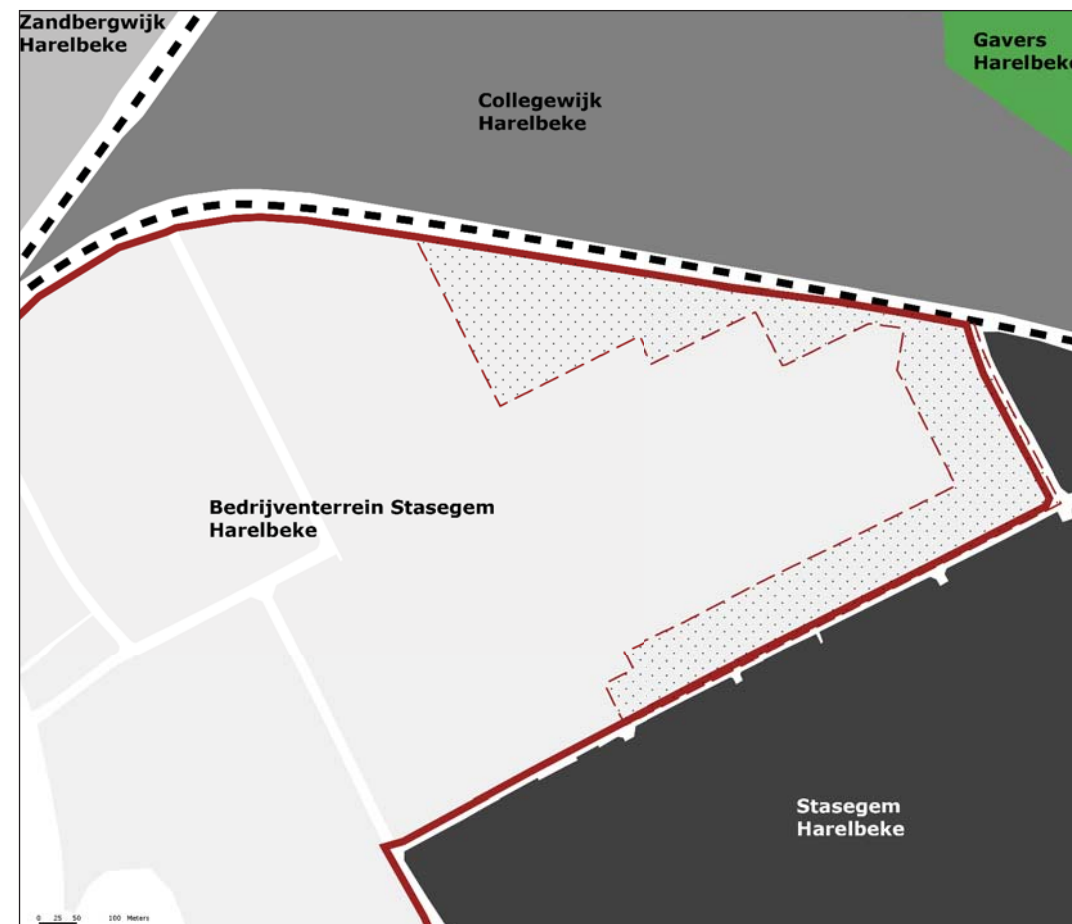 Zandbergwijk
Harelbeke
Gavers
Harelbeke
Collegewijk
Harelbeke
Bedrijventerrein Stasegem
Harelbeke
Stasegem
Harelbeke
0 25 50 100 Meters